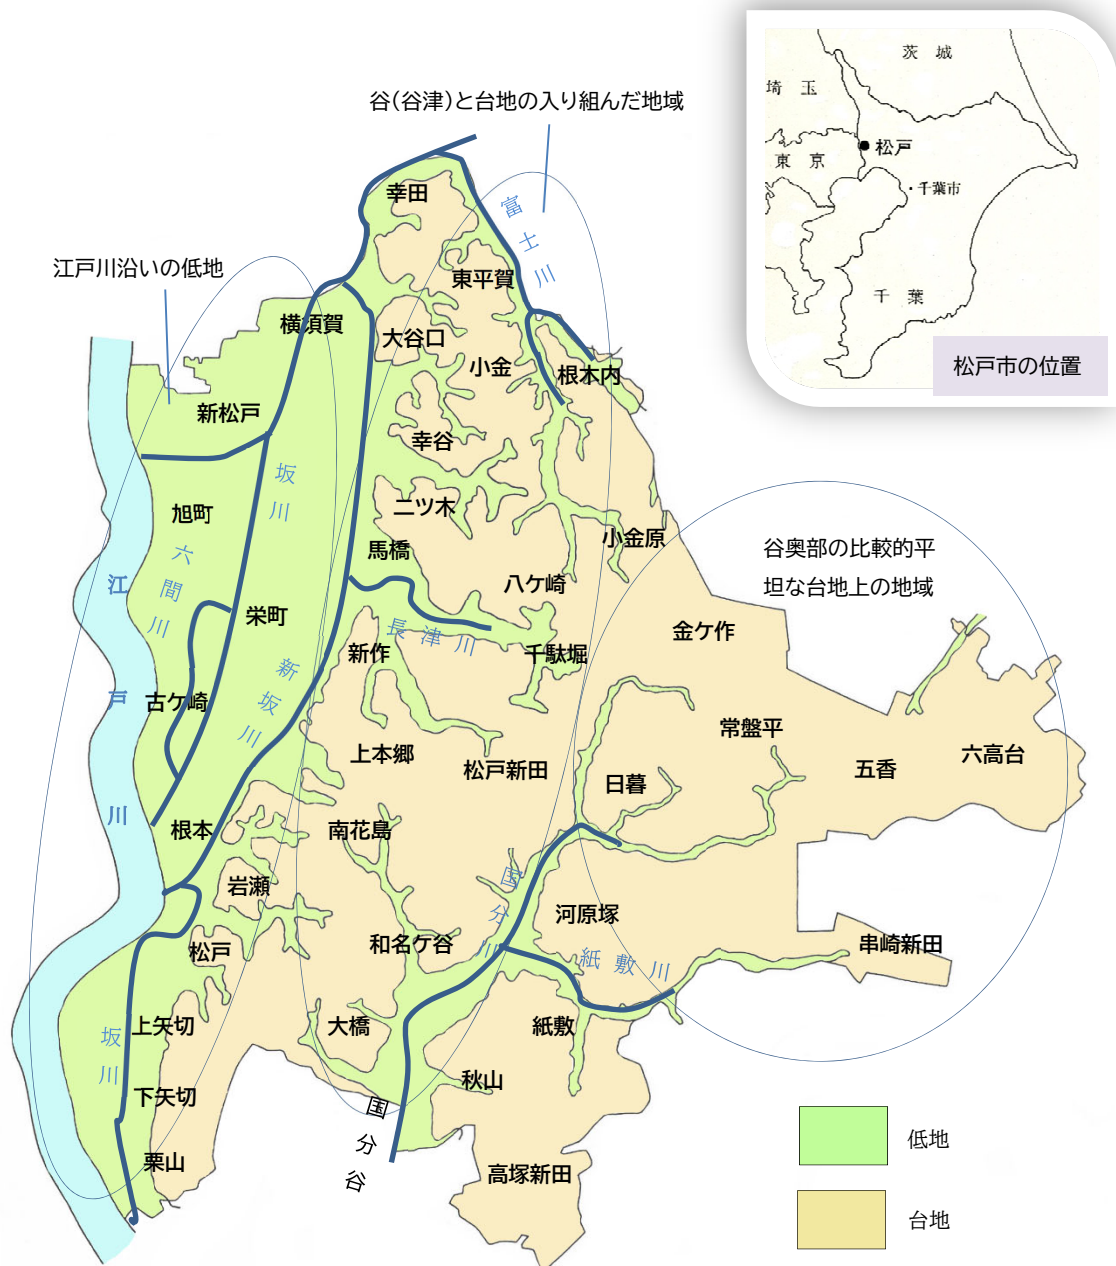 茨城
埼玉
東京
松戸
千葉市
千葉
松戸市の位置
谷(谷津)と台地の入り組んだ地域
江戸川沿いの低地
谷奥部の比較的平
坦な台地上の地域
幸田
富士川
東平賀
横須賀
大谷口
小金
根木内
新松戸
幸谷
坂川
二ツ木
旭町
小金原
馬橋
六間川
八ケ崎
江戸川
栄町
長津川
金ケ作
新作
千駄堀
新坂川
古ケ崎
常盤平
上本郷
松戸新田
六高台
五香
日暮
根本
南花島
岩瀬
国分川
河原塚
松戸
和名ケ谷
串崎新田
紙敷川
坂川
上矢切
大橋
紙敷
下矢切
秋山
国分谷
栗山
高塚新田
低地
台地